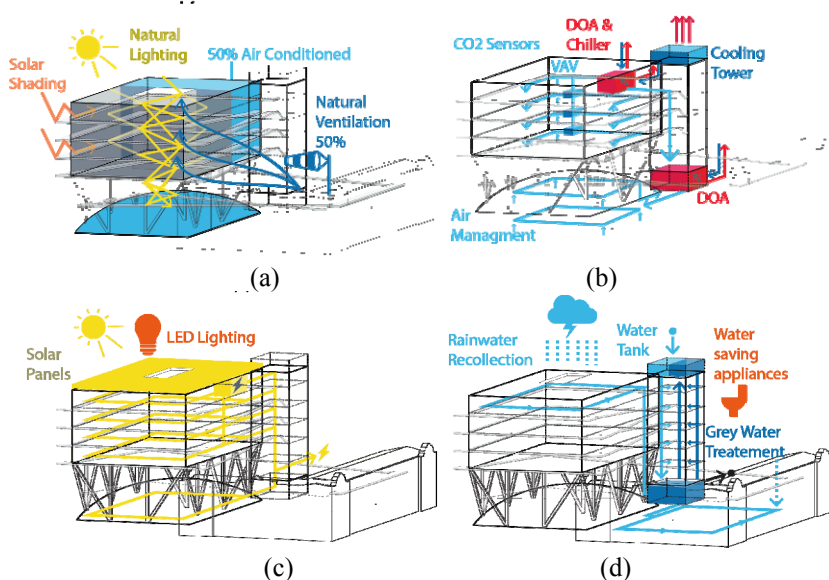 Natural
Lighting
50% Air Conditioned
Solar
Shading
Natural
Ventilation
50%
(a)
DOA &
Chiller
CO2 Sensors
VAV
Cooling
Tower
DOA
Air
Managment
(b)
LED Lighting
Solar
Panels
(c)
Rainwater
Recollection
Water
Tank
Water
saving
appliances
Grey Water
Treatement
(d)